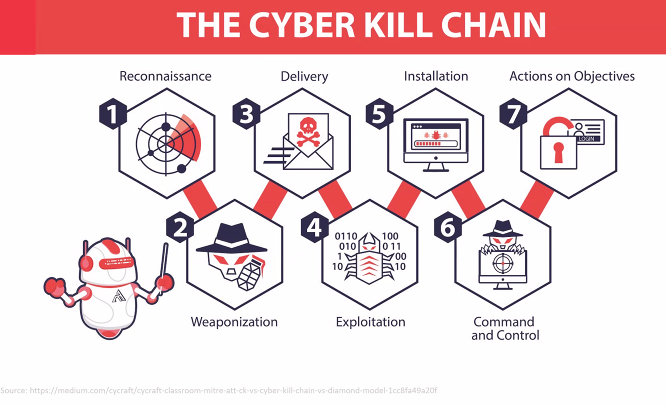 THE CYBER KILL CHAIN
Reconnaissance
Delivery
Installation
Actions on Objectives
1
3
5
7
LOGIN
2
4
6
0110 100
010 0 11
1 00
10 10
Weaponization
Exploitation
Command
and Control
Source: https://medium.com/cycraft/cycraft-classroom-mitre-att-ck-vs-cyber-kill-chain-vs-diamond-model-1cc8fa49a20f